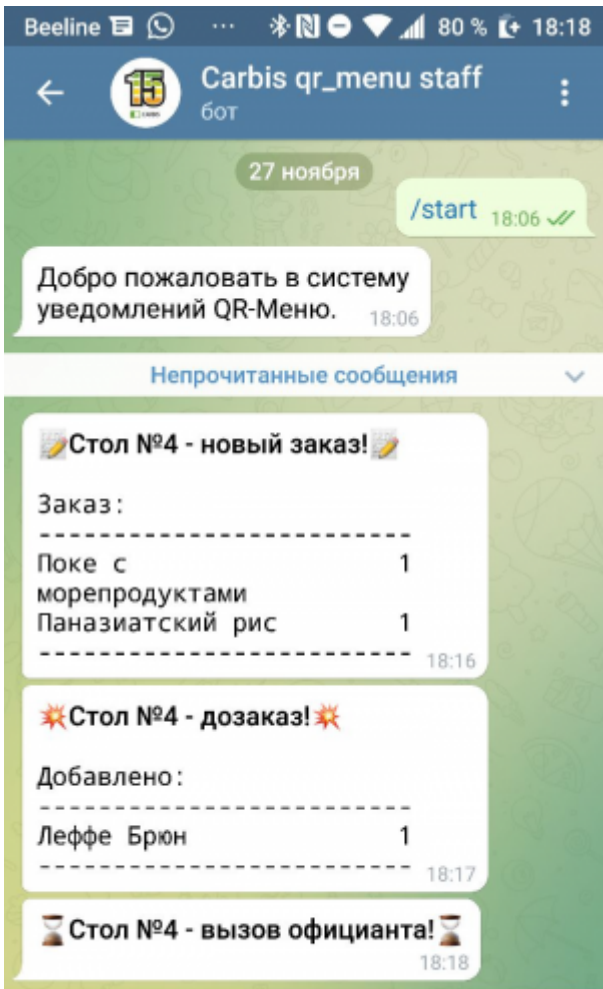 Beeline ... 80 % 18:18
Carbis qr_menu staff
15
бот
CARBIS
27 ноября
/start 18:06
Добро пожаловать в систему
уведомлений QR-Меню. 18:06
Непрочитанные сообщения
📝Стол №4 - новый заказ!📝
Заказ:
--------------------------
Поке с 1
морепродуктами
Паназиатский рис 1
--------------------------
18:16
💥Стол №4 - дозаказ!💥
Добавлено:
--------------------------
Леффе Брюн 1
--------------------------
18:17
⏳Стол №4 - вызов официанта!⏳
18:18